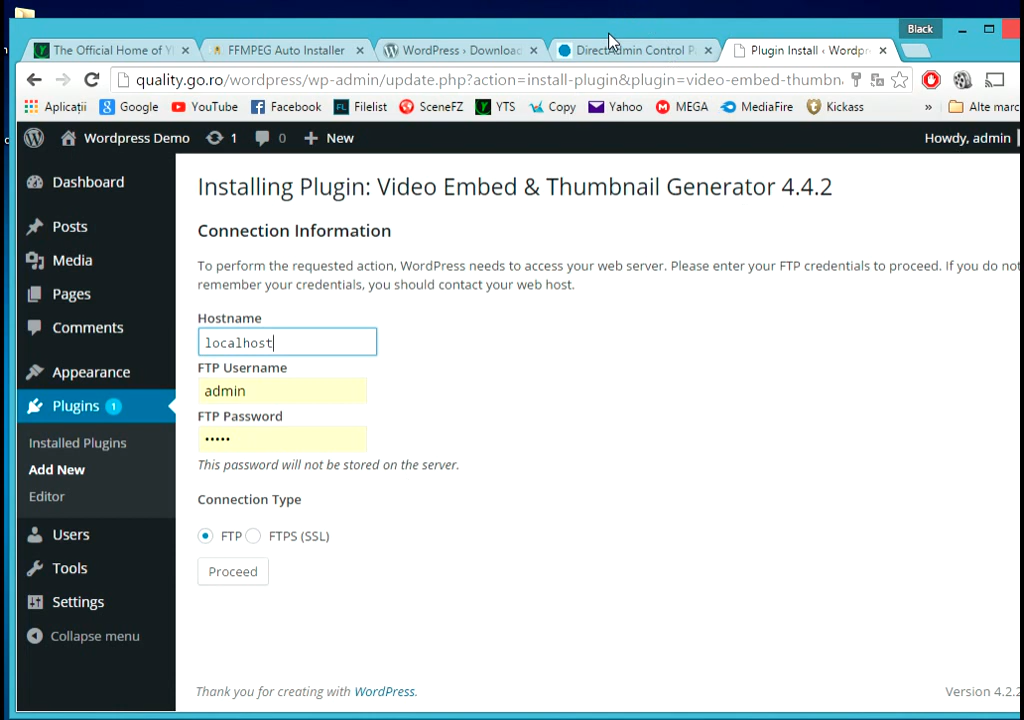 Black
The Official Home of Y
FFMPEG Auto Installer
WordPress › Download
DirectAdmin Control P
Plugin Install ‹ Wordpr
quality.go.ro/wordpress/wp-admin/update.php?action=install-plugin&plugin=video-embed-thumbn
Aplicații
Google
YouTube
Facebook
FL Filelist
SceneFZ
YTS
Copy
Yahoo
MEGA
MediaFire
Kickass
» Alte marc
Wordpress Demo
1
0
New
Howdy, admin
Dashboard
Posts
Media
Pages
Comments
Appearance
Plugins 1
Installed Plugins
Add New
Editor
Users
Tools
Settings
Collapse menu
Installing Plugin: Video Embed & Thumbnail Generator 4.4.2
Connection Information
To perform the requested action, WordPress needs to access your web server. Please enter your FTP credentials to proceed. If you do not
remember your credentials, you should contact your web host.
Hostname
localhost
FTP Username
admin
FTP Password
•••••
This password will not be stored on the server.
Connection Type
FTP FTPS (SSL)
Proceed
Thank you for creating with WordPress.
Version 4.2.2